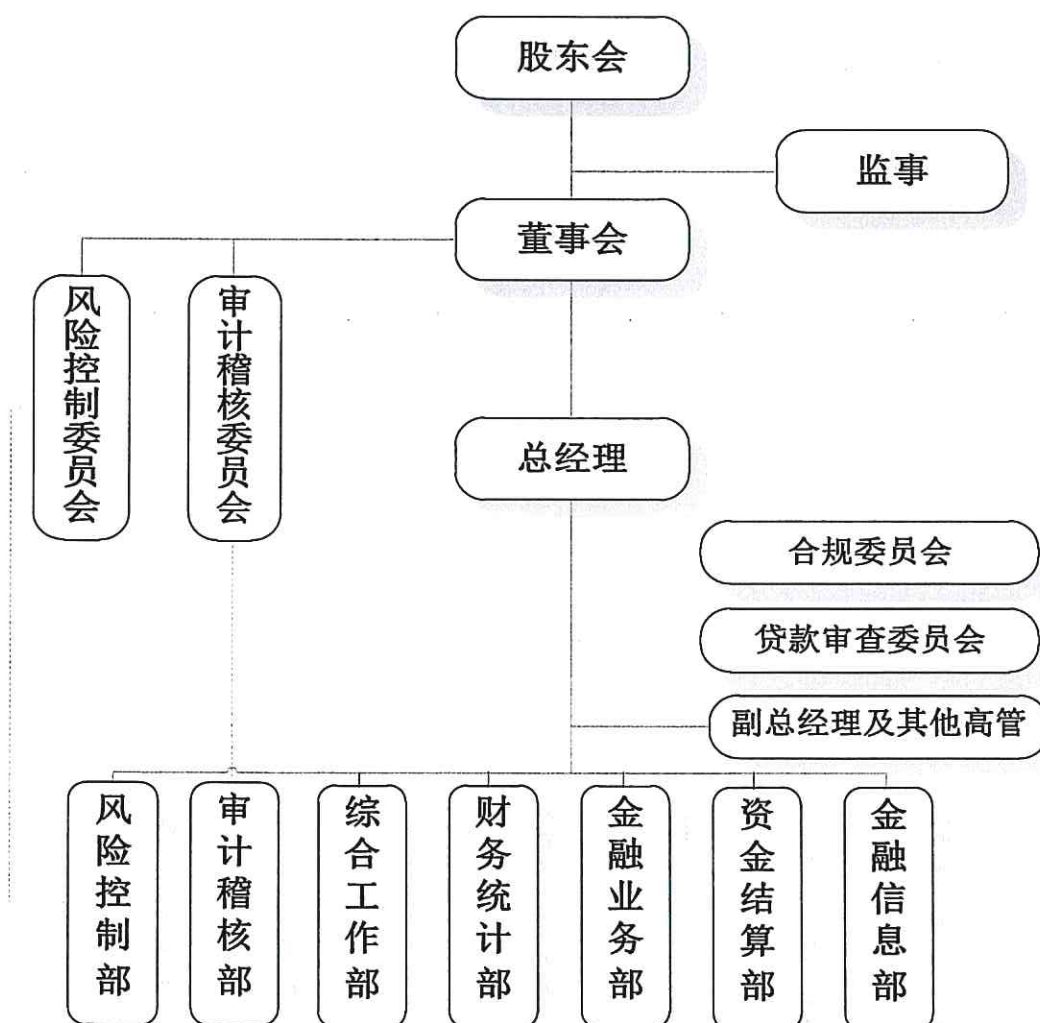 股东会
监事
董事会
风险控制委员会
审计稽核委员会
总经理
合规委员会
贷款审查委员会
副总经理及其他高管
风险控制部
审计稽核部
综合工作部
财务统计部
金融业务部
资金结算部
金融信息部